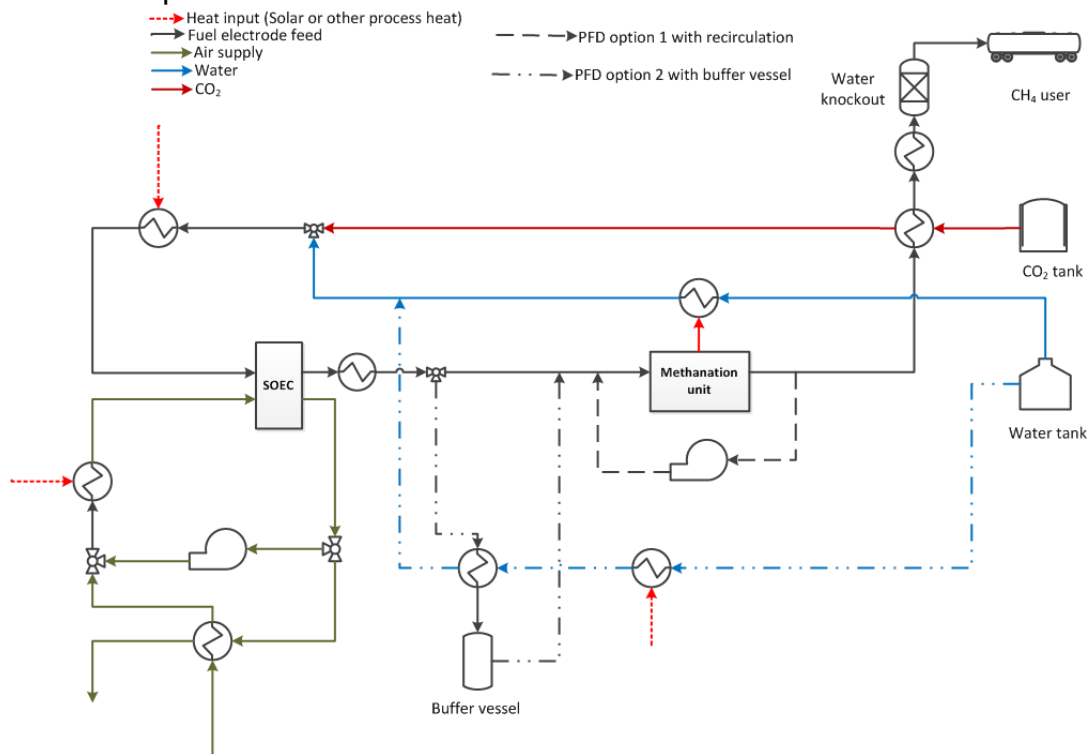 Heat input (Solar or other process heat)
Fuel electrode feed
Air supply
Water
CO₂
PFD option 1 with recirculation
PFD option 2 with buffer vessel
Water
knockout
CH₄ user
CO₂ tank
SOEC
Methanation
unit
Water tank
Buffer vessel